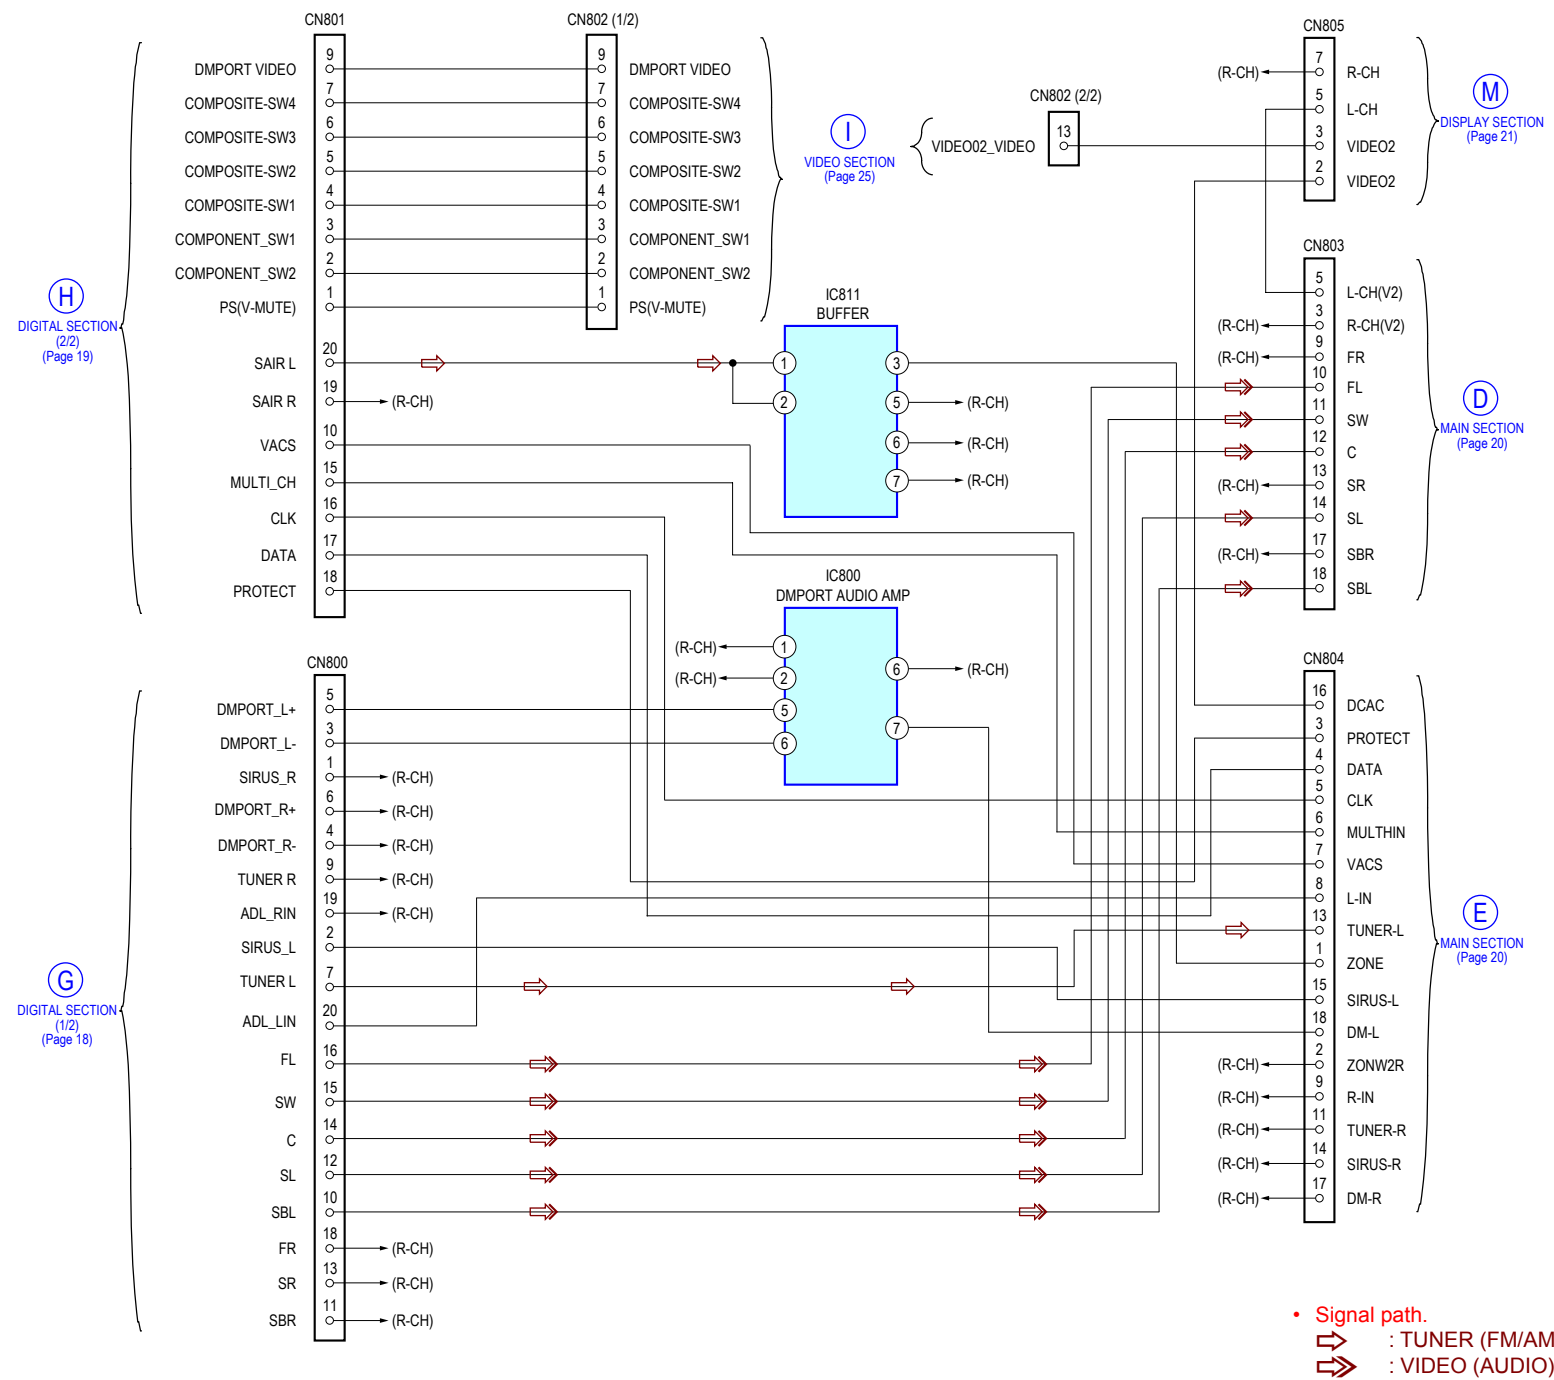 CN801
CN802 (1/2)
9
DMPORT VIDEO
9
DMPORT VIDEO
7
COMPOSITE-SW4
7
COMPOSITE-SW4
6
COMPOSITE-SW3
6
COMPOSITE-SW3
5
COMPOSITE-SW2
5
COMPOSITE-SW2
4
COMPOSITE-SW1
4
COMPOSITE-SW1
3
COMPONENT_SW1
3
COMPONENT_SW1
2
COMPONENT_SW2
2
COMPONENT_SW2
1
PS(V-MUTE)
1
PS(V-MUTE)
20
SAIR L
19
SAIR R
(R-CH)
10
VACS
15
MULTI_CH
16
CLK
17
DATA
18
PROTECT
H
DIGITAL SECTION
(2/2)
(Page 19)
I
VIDEO SECTION
(Page 25)
CN802 (2/2)
VIDEO02_VIDEO
13
CN805
7
(R-CH)
R-CH
5
L-CH
3
VIDEO2
2
VIDEO2
M
DISPLAY SECTION
(Page 21)
IC811
BUFFER
1
2
3
5
(R-CH)
6
(R-CH)
7
(R-CH)
CN803
5
L-CH(V2)
3
(R-CH)
R-CH(V2)
9
(R-CH)
FR
10
FL
11
SW
12
C
13
(R-CH)
SR
14
SL
17
(R-CH)
SBR
18
SBL
D
MAIN SECTION
(Page 20)
IC800
DMPORT AUDIO AMP
(R-CH)
1
(R-CH)
2
5
6
6
(R-CH)
7
CN800
5
DMPORT_L+
3
DMPORT_L-
1
SIRUS_R
(R-CH)
6
DMPORT_R+
(R-CH)
4
DMPORT_R-
(R-CH)
9
TUNER R
(R-CH)
19
ADL_RIN
(R-CH)
2
SIRUS_L
7
TUNER L
20
ADL_LIN
16
FL
15
SW
14
C
12
SL
10
SBL
18
FR
(R-CH)
13
SR
(R-CH)
11
SBR
(R-CH)
G
DIGITAL SECTION
(1/2)
(Page 18)
CN804
16
DCAC
3
PROTECT
4
DATA
5
CLK
6
MULTHIN
7
VACS
8
L-IN
13
TUNER-L
1
ZONE
15
SIRUS-L
18
DM-L
2
(R-CH)
ZONW2R
9
(R-CH)
R-IN
11
(R-CH)
TUNER-R
14
(R-CH)
SIRUS-R
17
(R-CH)
DM-R
E
MAIN SECTION
(Page 20)
• Signal path.
: TUNER (FM/AM
: VIDEO (AUDIO)